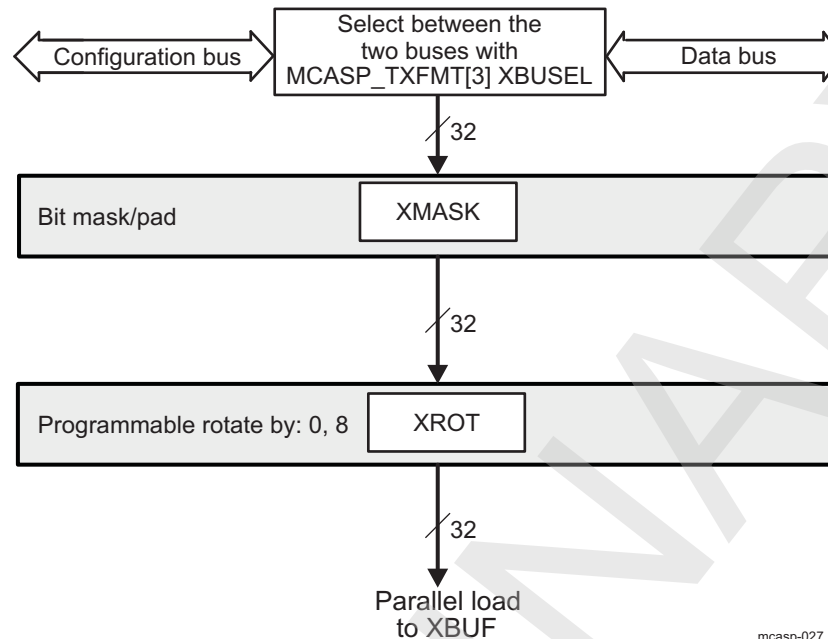 Select between the
two buses with
MCASP_TXFMT[3] XBUSEL
Configuration bus
Data bus
32
Bit mask/pad
XMASK
32
Programmable rotate by: 0, 8
XROT
32
Parallel load
to XBUF
mcasp-027